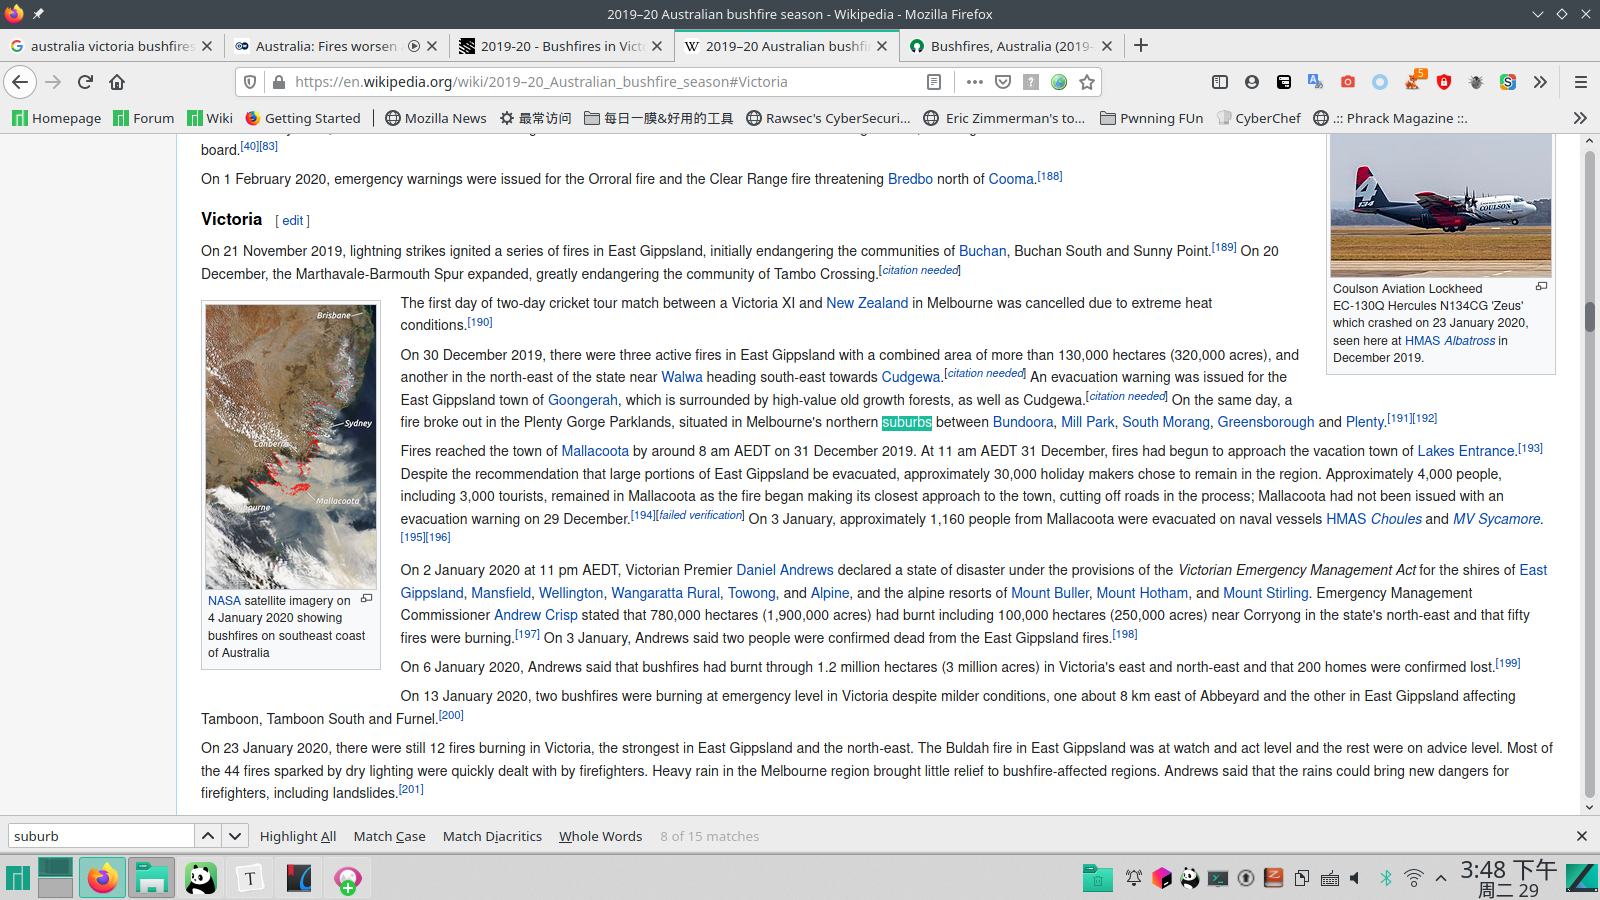 2019–20 Australian bushfire season - Wikipedia - Mozilla Firefox
australia victoria bushfires
Australia: Fires worsen
2019-20 - Bushfires in Victo
2019–20 Australian bushfi
Bushfires, Australia (2019-
https://en.wikipedia.org/wiki/2019–20_Australian_bushfire_season#Victoria
5
Homepage
Forum
Wiki
Getting Started
Mozilla News
最常访问
每日一膜&好用的工具
Rawsec's CyberSecuri...
Eric Zimmerman's to...
Pwnning FUn
CyberChef
.:: Phrack Magazine ::.
board.[40][83]
On 1 February 2020, emergency warnings were issued for the Orroral fire and the Clear Range fire threatening Bredbo north of Cooma.[188]
Victoria [ edit ]
On 21 November 2019, lightning strikes ignited a series of fires in East Gippsland, initially endangering the communities of Buchan, Buchan South and Sunny Point.[189] On 20
December, the Marthavale-Barmouth Spur expanded, greatly endangering the community of Tambo Crossing.[citation needed]
The first day of two-day cricket tour match between a Victoria XI and New Zealand in Melbourne was cancelled due to extreme heat
conditions.[190]
On 30 December 2019, there were three active fires in East Gippsland with a combined area of more than 130,000 hectares (320,000 acres), and
another in the north-east of the state near Walwa heading south-east towards Cudgewa.[citation needed] An evacuation warning was issued for the
East Gippsland town of Goongerah, which is surrounded by high-value old growth forests, as well as Cudgewa.[citation needed] On the same day, a
fire broke out in the Plenty Gorge Parklands, situated in Melbourne's northern suburbs between Bundoora, Mill Park, South Morang, Greensborough and Plenty.[191][192]
Fires reached the town of Mallacoota by around 8 am AEDT on 31 December 2019. At 11 am AEDT 31 December, fires had begun to approach the vacation town of Lakes Entrance.[193]
Despite the recommendation that large portions of East Gippsland be evacuated, approximately 30,000 holiday makers chose to remain in the region. Approximately 4,000 people,
including 3,000 tourists, remained in Mallacoota as the fire began making its closest approach to the town, cutting off roads in the process; Mallacoota had not been issued with an
evacuation warning on 29 December.[194][failed verification] On 3 January, approximately 1,160 people from Mallacoota were evacuated on naval vessels HMAS Choules and MV Sycamore.
[195][196]
On 2 January 2020 at 11 pm AEDT, Victorian Premier Daniel Andrews declared a state of disaster under the provisions of the Victorian Emergency Management Act for the shires of East
Gippsland, Mansfield, Wellington, Wangaratta Rural, Towong, and Alpine, and the alpine resorts of Mount Buller, Mount Hotham, and Mount Stirling. Emergency Management
Commissioner Andrew Crisp stated that 780,000 hectares (1,900,000 acres) had burnt including 100,000 hectares (250,000 acres) near Corryong in the state's north-east and that fifty
fires were burning.[197] On 3 January, Andrews said two people were confirmed dead from the East Gippsland fires.[198]
On 6 January 2020, Andrews said that bushfires had burnt through 1.2 million hectares (3 million acres) in Victoria's east and north-east and that 200 homes were confirmed lost.[199]
On 13 January 2020, two bushfires were burning at emergency level in Victoria despite milder conditions, one about 8 km east of Abbeyard and the other in East Gippsland affecting
Tamboon, Tamboon South and Furnel.[200]
On 23 January 2020, there were still 12 fires burning in Victoria, the strongest in East Gippsland and the north-east. The Buldah fire in East Gippsland was at watch and act level and the rest were on advice level. Most of
the 44 fires sparked by dry lighting were quickly dealt with by firefighters. Heavy rain in the Melbourne region brought little relief to bushfire-affected regions. Andrews said that the rains could bring new dangers for
firefighters, including landslides.[201]
Brisbane
Sydney
Canberra
Mallacoota
NASA satellite imagery on
4 January 2020 showing
bushfires on southeast coast
of Australia
4
134
COULSON
Coulson Aviation Lockheed
EC-130Q Hercules N134CG 'Zeus'
which crashed on 23 January 2020,
seen here at HMAS Albatross in
December 2019.
suburb
Highlight All
Match Case
Match Diacritics
Whole Words
8 of 15 matches
3:48 下午
周二 29